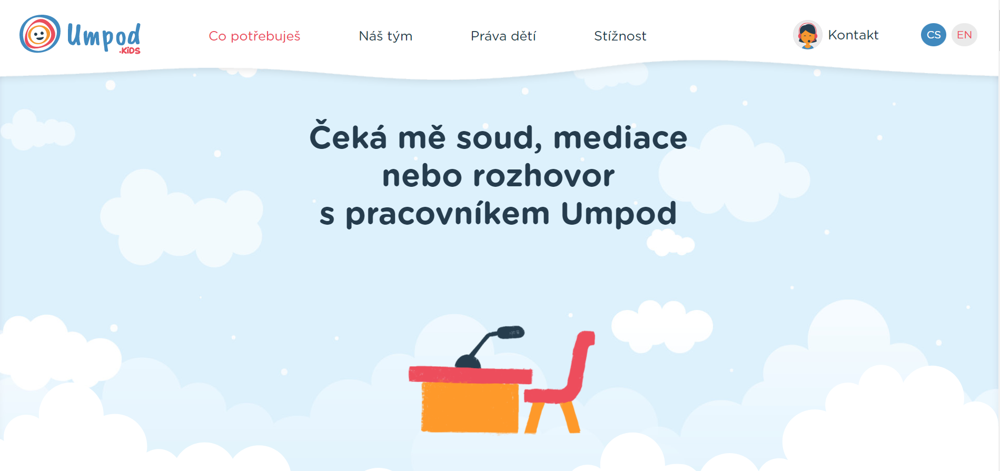 Umpod
.KiDS
Co potřebuješ
Náš tým
Práva dětí
Stížnost
Kontakt
CS
EN
Čeká mě soud, mediace
nebo rozhovor
s pracovníkem Umpod